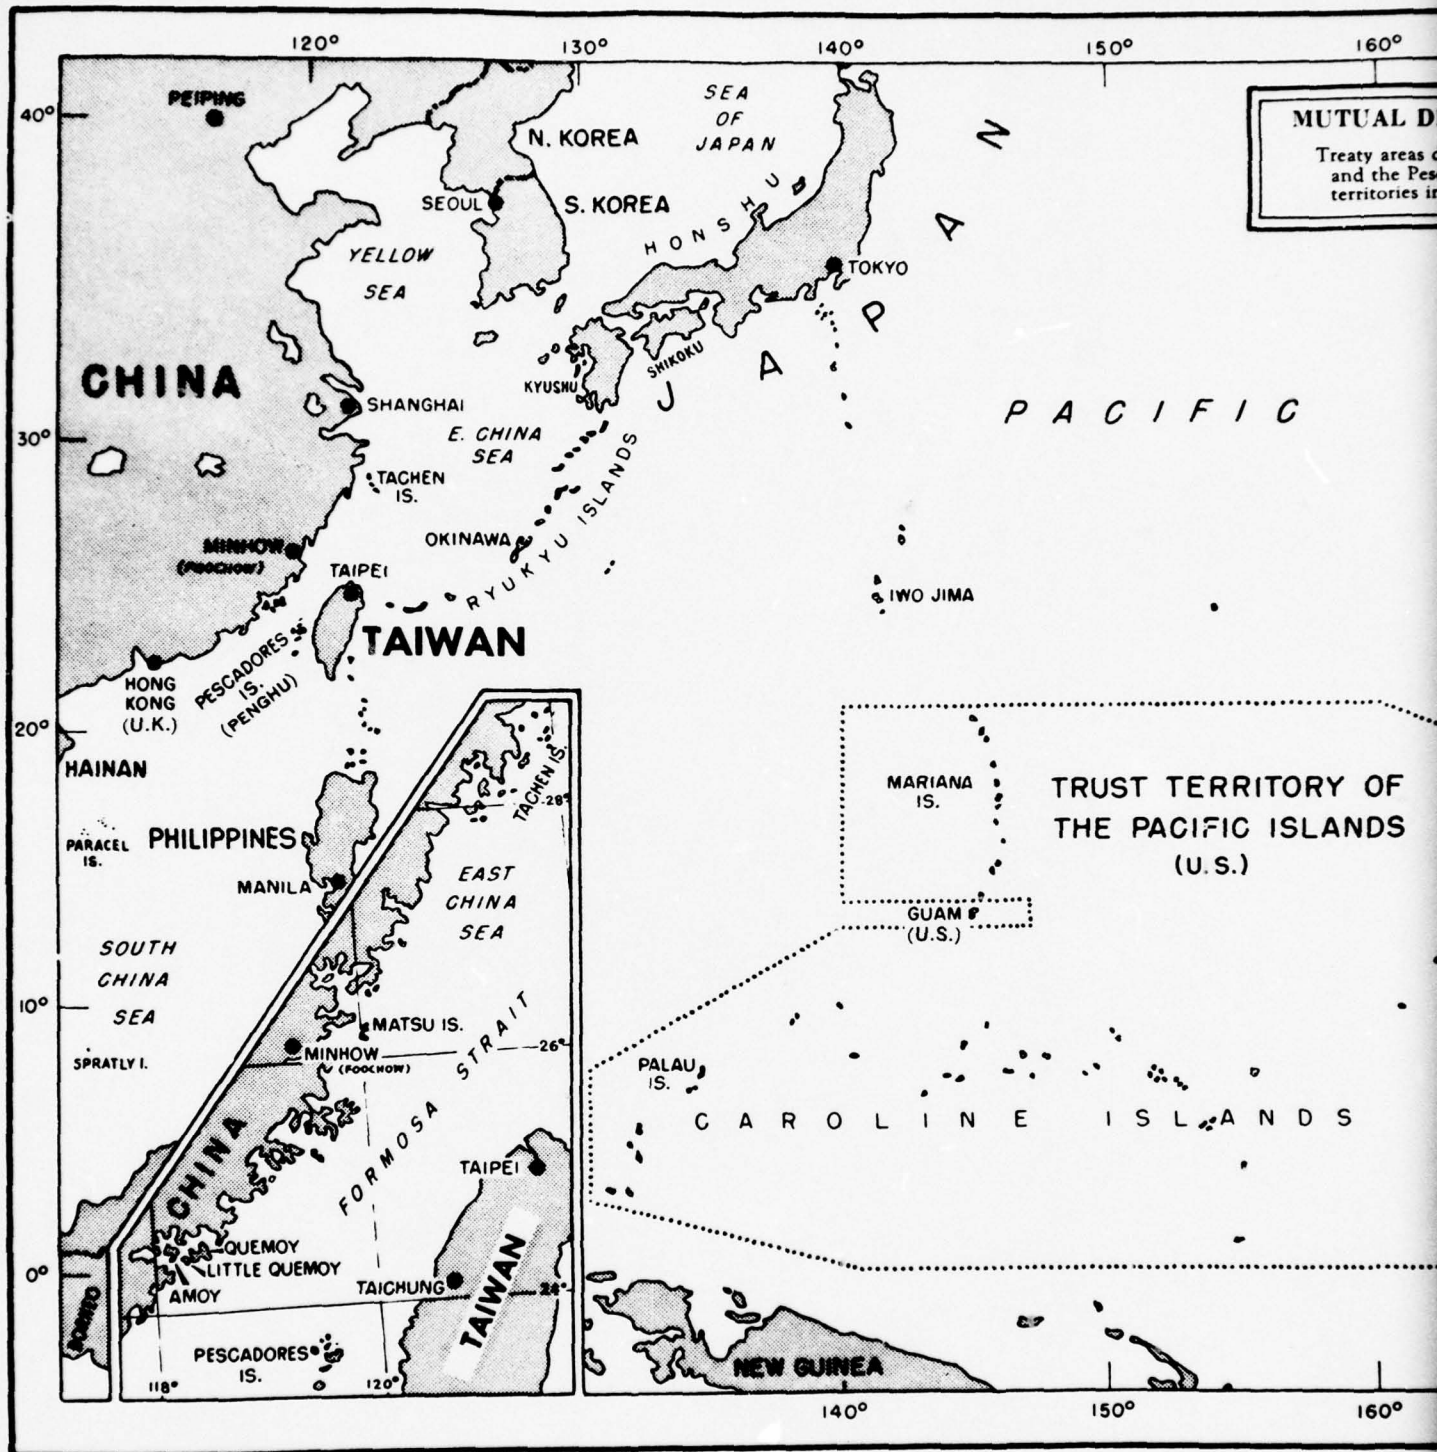 120°
130°
140°
150°
160°
40°
PEIPING
SEA
OF
JAPAN
N. KOREA
MUTUAL D
Treaty areas
and the Pes
territories in
SEOUL
S. KOREA
HONSHU
JAPAN
YELLOW
SEA
TOKYO
SHIKOKU
KYUSHU
CHINA
SHANGHAI
PACIFIC
30°
E. CHINA
SEA
TACHEN
IS.
RYUKYU ISLANDS
OKINAWA
MINHOW
(FOOCHOW)
TAIPEI
IWO JIMA
TAIWAN
PESCADORES
IS.
(PENGHU)
HONG
KONG
(U.K.)
20°
HAINAN
PARACEL
IS.
PHILIPPINES
MANILA
MARIANA
IS.
TRUST TERRITORY OF
THE PACIFIC ISLANDS
(U.S.)
GUAM
(U.S.)
SOUTH
CHINA
SEA
10°
SPRATLY I.
PALAU
IS.
CAROLINE ISLANDS
0°
BORNEO
NEW GUINEA
TACHEN IS.
28°
EAST
CHINA
SEA
MATSU IS.
MINHOW
(FOOCHOW)
26°
FORMOSA STRAIT
CHINA
TAIPEI
QUEMOY
LITTLE QUEMOY
AMOY
TAICHUNG
24°
TAIWAN
PESCADORES
IS.
118°
120°
140°
150°
160°